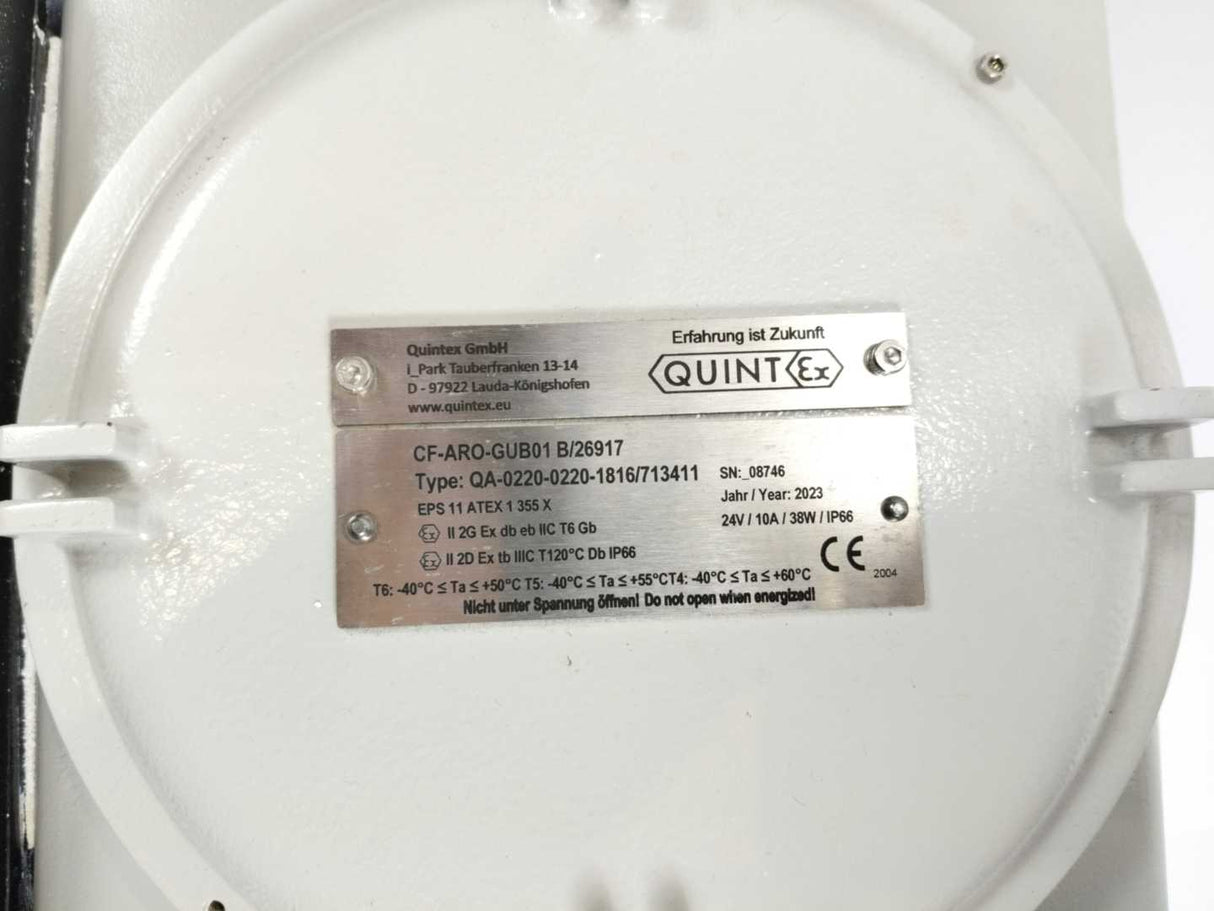 Quintex GmbH
i_Park Tauberfranken 13-14
D - 97922 Lauda-Königshofen
www.quintex.eu
Erfahrung ist Zukunft
QUINTEx
CF-ARO-GUB01 B/26917
Type: QA-0220-0220-1816/713411
EPS 11 ATEX 1 355 X
Ex II 2G Ex db eb IIC T6 Gb
Ex II 2D Ex tb IIIC T120°C Db IP66
SN:_08746
Jahr / Year: 2023
24V / 10A / 38W / IP66
CE 2004
T6: -40°C ≤ Ta ≤ +50°C T5: -40°C ≤ Ta ≤ +55°CT4: -40°C ≤ Ta ≤ +60°C
Nicht unter Spannung öffnen! Do not open when energized!